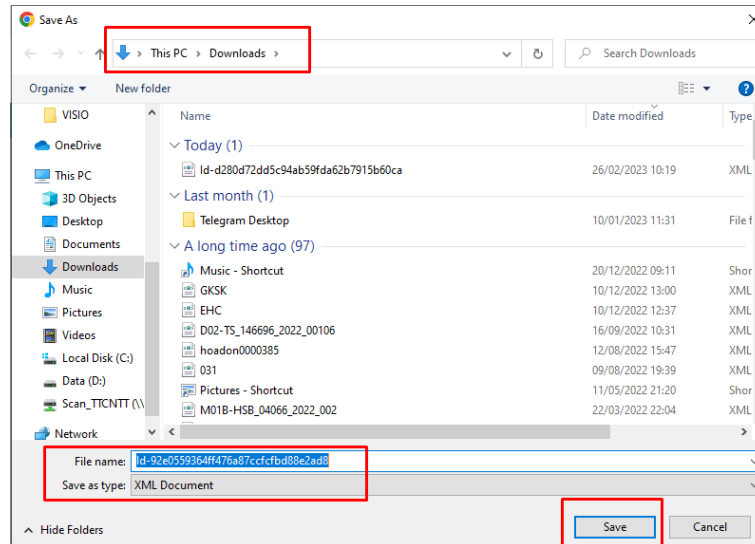 Save As
This PC > Downloads >
Search Downloads
Organize New folder
Name Date modified Type
VISIO
OneDrive
This PC
3D Objects
Desktop
Documents
Downloads
Music
Pictures
Videos
Local Disk (C:)
Data (D:)
Scan_TTCNTT (\\
Network
Today (1)
Id-d280d72dd5c94ab59fda62b7915b60ca 26/02/2023 10:19 XML
Last month (1)
Telegram Desktop 10/01/2023 11:31 File f
A long time ago (97)
Music - Shortcut 20/12/2022 09:11 Shor
GKSK 10/12/2022 13:00 XML
EHC 10/12/2022 12:37 XML
D02-TS_146696_2022_00106 16/09/2022 10:31 XML
hoadon0000385 12/08/2022 15:47 XML
031 09/08/2022 19:39 XML
Pictures - Shortcut 11/05/2022 21:20 Shor
M01B-HSB_04066_2022_002 22/03/2022 22:04 XML
File name: Id-92e0559364ff476a87ccfcfbd88e2ad8
Save as type: XML Document
Hide Folders
Save Cancel